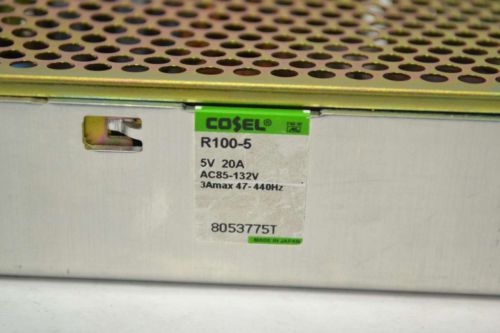 COSEL®
R100-5
5V 20A
AC85-132V
3Amax 47-440Hz
8053775T
MADE IN JAPAN